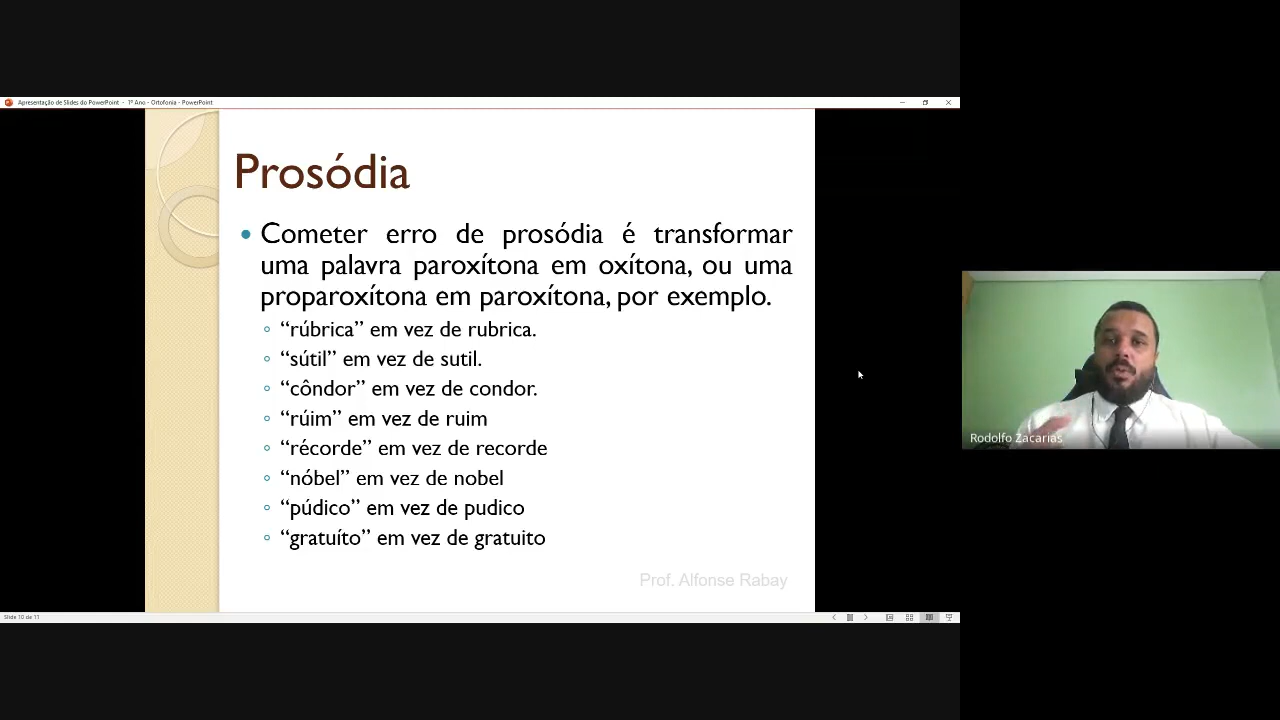 Apresentação de Slides do PowerPoint - 1º Ano - Ortofonia - PowerPoint
Prosódia
• Cometer erro de prosódia é transformar
uma palavra paroxítona em oxítona, ou uma
proparoxítona em paroxítona, por exemplo.
◦ “rúbrica” em vez de rubrica.
◦ “sútil” em vez de sutil.
◦ “côndor” em vez de condor.
◦ “rúim” em vez de ruim
◦ “récorde” em vez de recorde
◦ “nóbel” em vez de nobel
◦ “púdico” em vez de pudico
◦ “gratuíto” em vez de gratuito
Prof. Alfonse Rabay
Slide 10 de 11
Rodolfo Zacarias